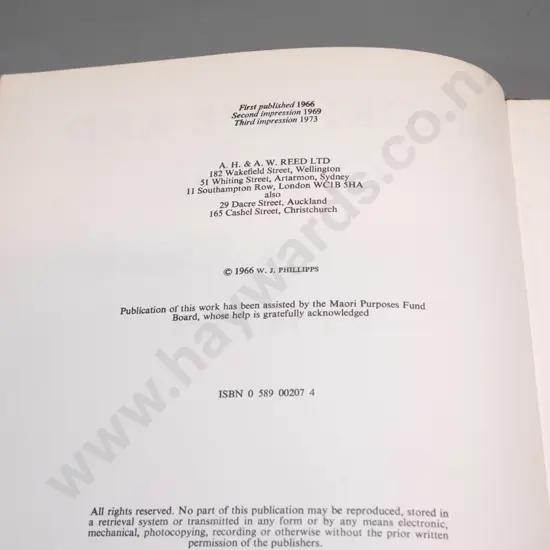 First published 1966
Second impression 1969
Third impression 1973
A. H. & A. W. REED LTD
182 Wakefield Street, Wellington
51 Whiting Street, Artarmon, Sydney
11 Southampton Row, London WC1B 5HA
also
29 Dacre Street, Auckland
165 Cashel Street, Christchurch
© 1966 W. J. PHILLIPPS
Publication of this work has been assisted by the Maori Purposes Fund
Board, whose help is gratefully acknowledged
ISBN 0 589 00207 4
All rights reserved. No part of this publication may be reproduced, stored in
a retrieval system or transmitted in any form or by any means electronic,
mechanical, photocopying, recording or otherwise without the prior written
permission of the publishers.
www.haywards.co.nz